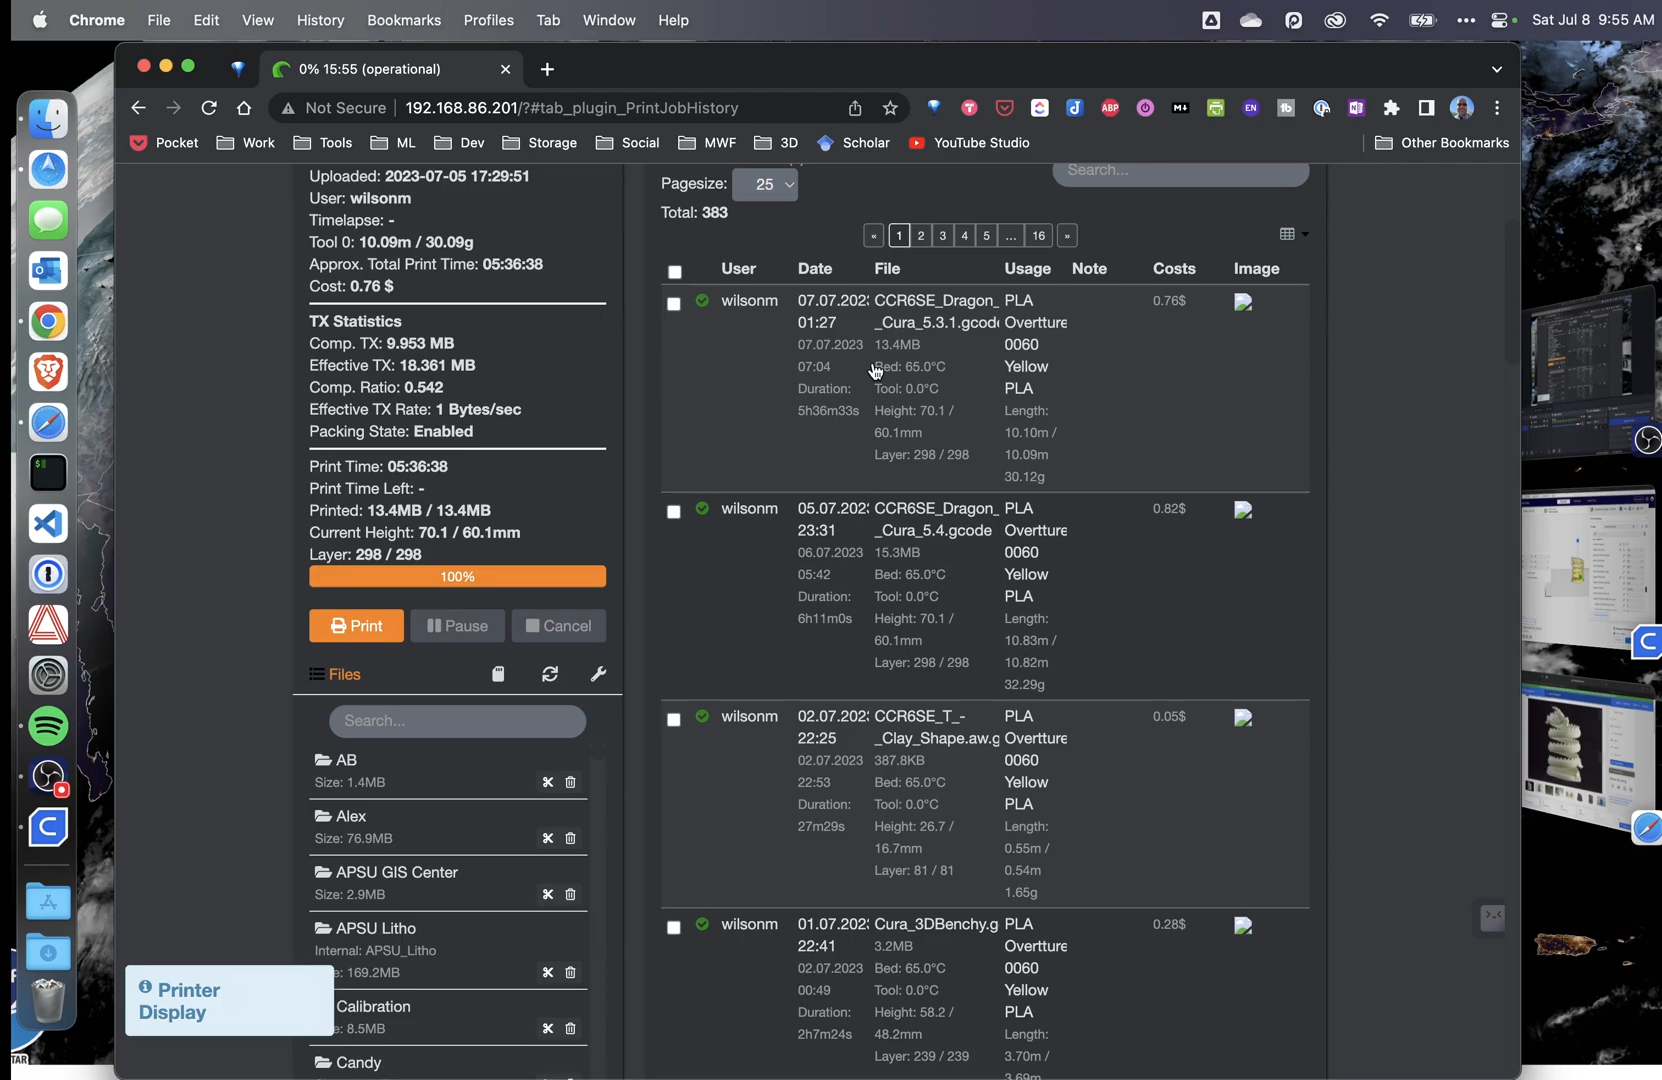 Chrome File Edit View History Bookmarks Profiles Tab Window Help
Sat Jul 8 9:55 AM
0% 15:55 (operational)
Not Secure 192.168.86.201/?#tab_plugin_PrintJobHistory
ABP
EN
Pocket Work Tools ML Dev Storage Social MWF 3D Scholar YouTube Studio Other Bookmarks
Uploaded: 2023-07-05 17:29:51
User: wilsonm
Timelapse: -
Tool 0: 10.09m / 30.09g
Approx. Total Print Time: 05:36:38
Cost: 0.76 $
TX Statistics
Comp. TX: 9.953 MB
Effective TX: 18.361 MB
Comp. Ratio: 0.542
Effective TX Rate: 1 Bytes/sec
Packing State: Enabled
Print Time: 05:36:38
Print Time Left: -
Printed: 13.4MB / 13.4MB
Current Height: 70.1 / 60.1mm
Layer: 298 / 298
100%
Print Pause Cancel
Files
Search...
AB
Size: 1.4MB
Alex
Size: 76.9MB
APSU GIS Center
Size: 2.9MB
APSU Litho
Internal: APSU_Litho
e: 169.2MB
Calibration
e: 8.5MB
Candy
Printer
Display
Pagesize: 25
Search...
Total: 383
« 1 2 3 4 5 ... 16 »
User Date File Usage Note Costs Image
wilsonm
07.07.202
01:27
07.07.2023
07:04
Duration:
5h36m33s
CCR6SE_Dragon_
_Cura_5.3.1.gcod
13.4MB
Bed: 65.0°C
Tool: 0.0°C
Height: 70.1 /
60.1mm
Layer: 298 / 298
PLA
Overtture
0060
Yellow
PLA
Length:
10.10m /
10.09m
30.12g
0.76$
wilsonm
05.07.202
23:31
06.07.2023
05:42
Duration:
6h11m0s
CCR6SE_Dragon_
_Cura_5.4.gcode
15.3MB
Bed: 65.0°C
Tool: 0.0°C
Height: 70.1 /
60.1mm
Layer: 298 / 298
PLA
Overtture
0060
Yellow
PLA
Length:
10.83m /
10.82m
32.29g
0.82$
wilsonm
02.07.202
22:25
02.07.2023
22:53
Duration:
27m29s
CCR6SE_T_-
_Clay_Shape.aw.g
387.8KB
Bed: 65.0°C
Tool: 0.0°C
Height: 26.7 /
16.7mm
Layer: 81 / 81
PLA
Overtture
0060
Yellow
PLA
Length:
0.55m /
0.54m
1.65g
0.05$
wilsonm
01.07.202
22:41
02.07.2023
00:49
Duration:
2h7m24s
Cura_3DBenchy.g
3.2MB
Bed: 65.0°C
Tool: 0.0°C
Height: 58.2 /
48.2mm
Layer: 239 / 239
PLA
Overtture
0060
Yellow
PLA
Length:
3.70m /
3.69m
0.28$
TAR